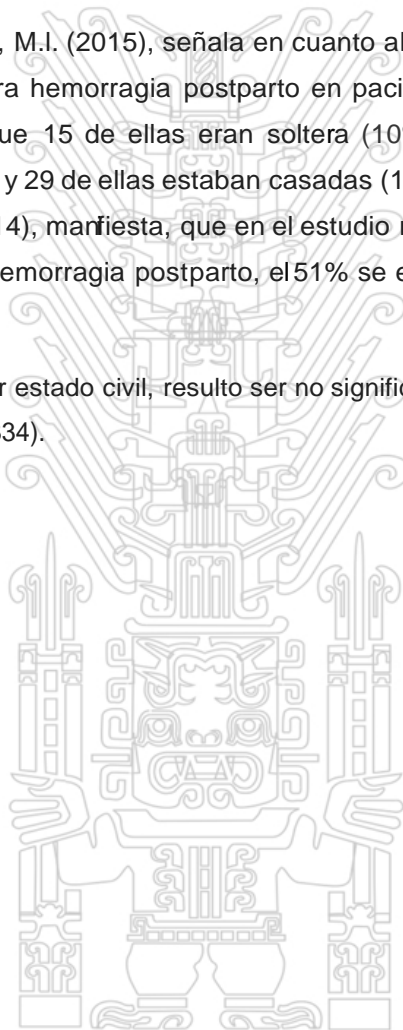 , M.I. (2015), señala en cuanto al
ra hemorragia postparto en paci
ue 15 de ellas eran soltera (10
y 29 de ellas estaban casadas (1
14), manfiesta, que en el estudio
emorragia postparto, el 51% se e
r estado civil, resulto ser no signific
334).